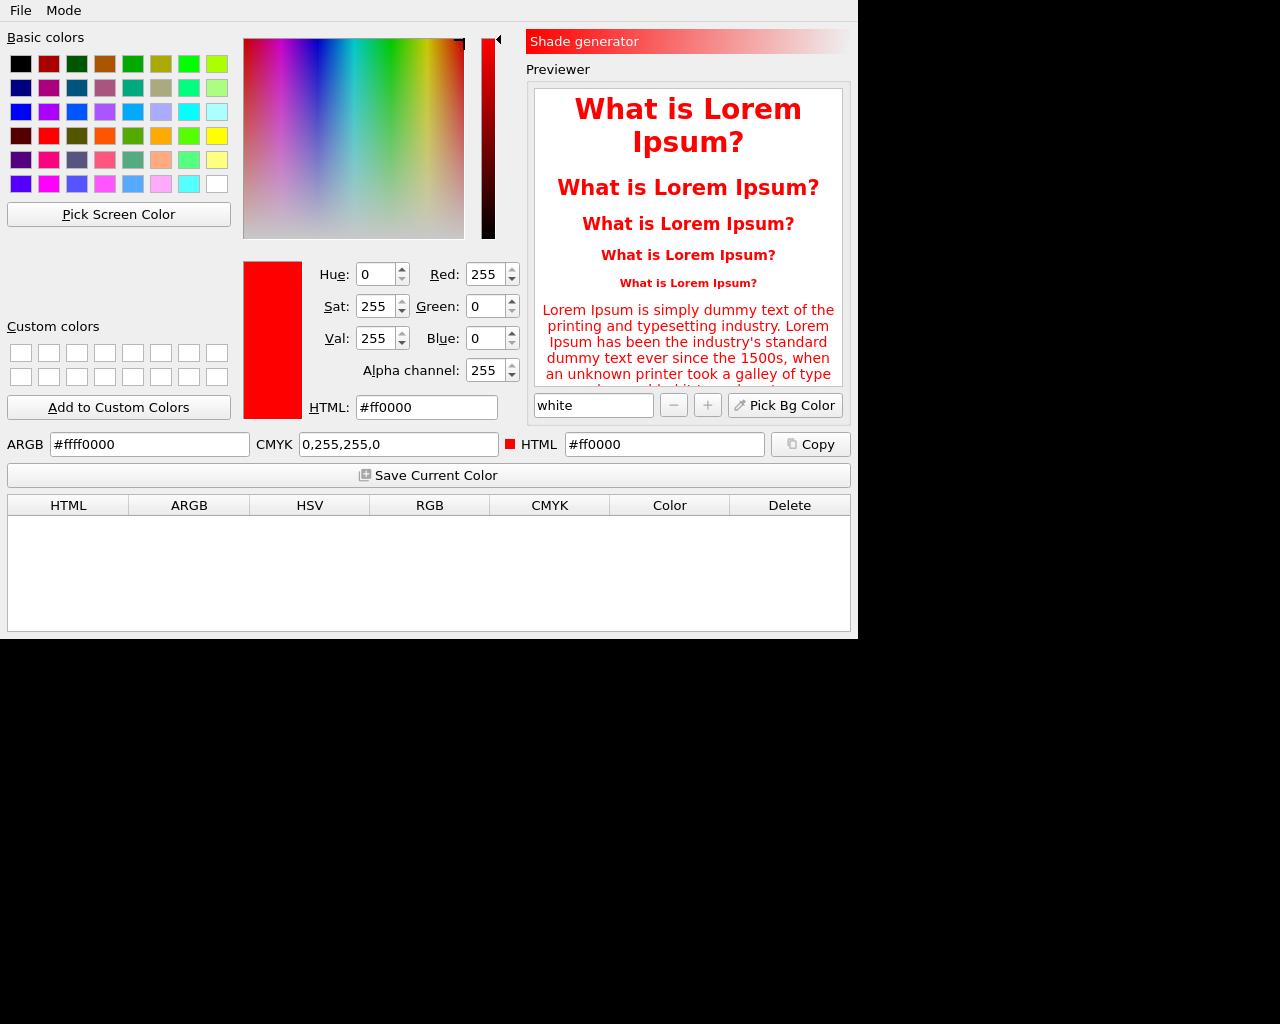 File Mode
Basic colors
Pick Screen Color
Custom colors
Add to Custom Colors
Hue: 0 Red: 255
Sat: 255 Green: 0
Val: 255 Blue: 0
Alpha channel: 255
HTML: #ff0000
Shade generator
Previewer
What is Lorem
Ipsum?
What is Lorem Ipsum?
What is Lorem Ipsum?
What is Lorem Ipsum?
What is Lorem Ipsum?
Lorem Ipsum is simply dummy text of the
printing and typesetting industry. Lorem
Ipsum has been the industry's standard
dummy text ever since the 1500s, when
an unknown printer took a galley of type
white Pick Bg Color
ARGB #ffff0000 CMYK 0,255,255,0 HTML #ff0000 Copy
Save Current Color
HTML ARGB HSV RGB CMYK Color Delete